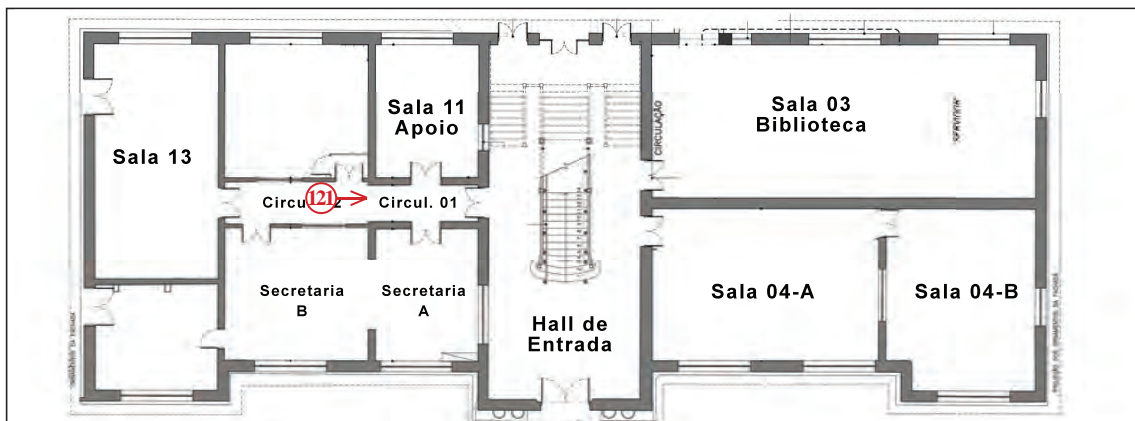 Sala 13
Sala 11
Apoio
CIRCULAÇÃO
Sala 03
Biblioteca
SERVIDOR
121
Circul. 01
Secretaria
B
Secretaria
A
Hall de
Entrada
Sala 04-A
Sala 04-B